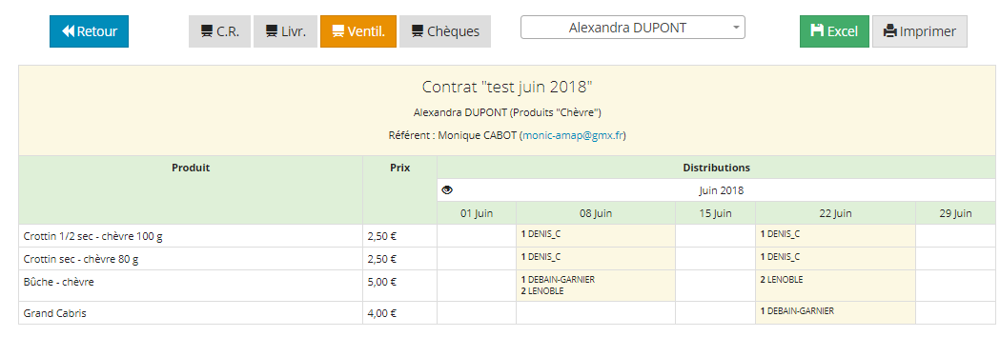 Retour C.R. Livr. Ventil. Chèques Alexandra DUPONT Excel Imprimer
Contrat "test juin 2018"
Alexandra DUPONT (Produits "Chèvre")
Référent : Monique CABOT (monic-amap@gmx.fr)
Produit Prix Distributions
Juin 2018
01 Juin 08 Juin 15 Juin 22 Juin 29 Juin
Crottin 1/2 sec - chèvre 100 g 2,50 € 1 DENIS_C 1 DENIS_C
Crottin sec - chèvre 80 g 2,50 € 1 DENIS_C 1 DENIS_C
Bûche - chèvre 5,00 € 1 DEBAIN-GARNIER 2 LENOBLE
2 LENOBLE
Grand Cabris 4,00 € 1 DEBAIN-GARNIER